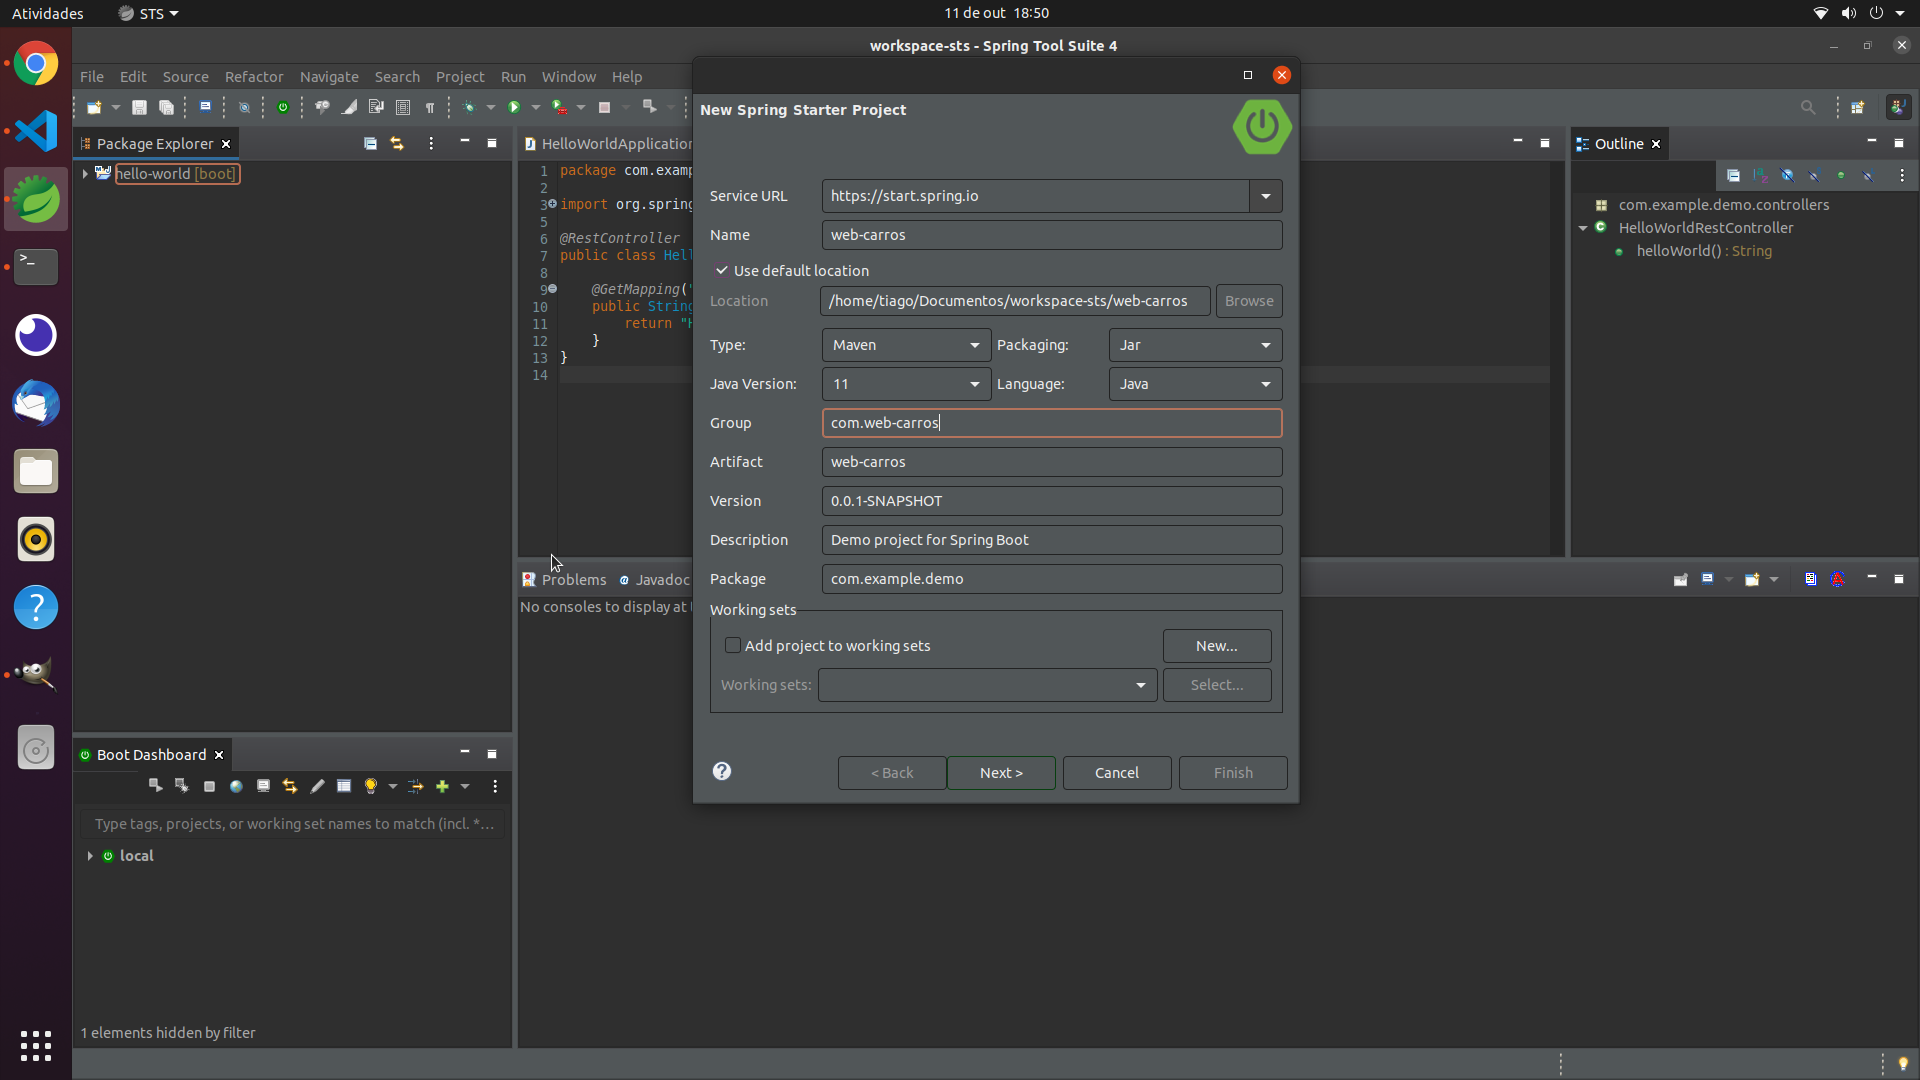 Atividades
STS
11 de out 18:50
workspace-sts - Spring Tool Suite 4
File Edit Source Refactor Navigate Search Project Run Window Help
Package Explorer
hello-world [boot]
HelloWorldApplication
1 package com.examp
2
3 import org.spring
5
6 @RestController
7 public class Hell
8
9 @GetMapping("
10 public String
11 return "H
12 }
13 }
14
New Spring Starter Project
Service URL https://start.spring.io
Name web-carros
Use default location
Location /home/tiago/Documentos/workspace-sts/web-carros Browse
Type: Maven Packaging: Jar
Java Version: 11 Language: Java
Group com.web-carros
Artifact web-carros
Version 0.0.1-SNAPSHOT
Description Demo project for Spring Boot
Package com.example.demo
Working sets
Add project to working sets New...
Working sets: Select...
< Back Next > Cancel Finish
Outline
com.example.demo.controllers
HelloWorldRestController
helloWorld() : String
Problems Javadoc
No consoles to display at
Boot Dashboard
Type tags, projects, or working set names to match (incl. *...
local
1 elements hidden by filter